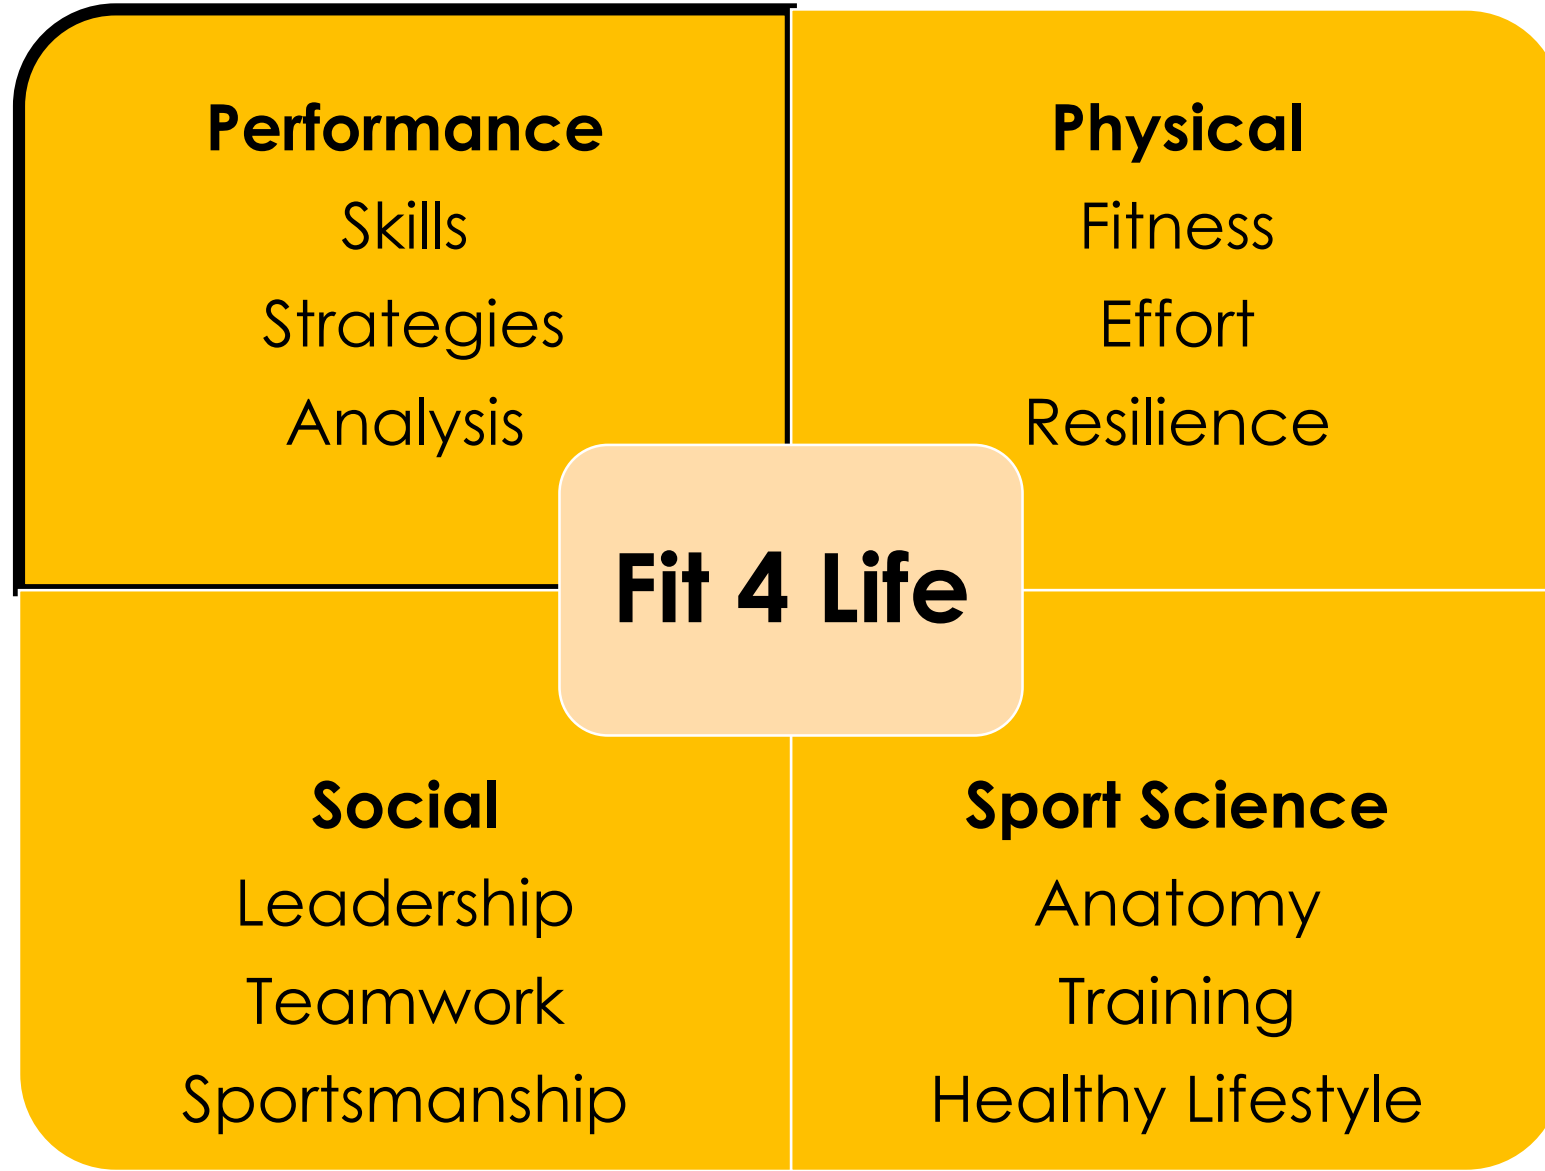 Performance
Skills
Strategies
Analysis
Physical
Fitness
Effort
Resilience
Fit 4 Life
Social
Leadership
Teamwork
Sportsmanship
Sport Science
Anatomy
Training
Healthy Lifestyle